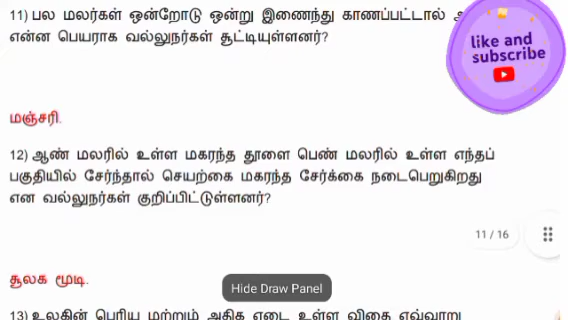 11) பல மலர்கள் ஒன்றோடு ஒன்று இணைந்து காணப்பட்டால்
என்ன பெயராக வல்லுநர்கள் சூட்டியுள்ளனர்?
like and
subscribe
மஞ்சரி.
12) ஆண் மலரில் உள்ள மகரந்த தூளை பெண் மலரில் உள்ள எந்தப்
பகுதியில் சேர்ந்தால் செயற்கை மகரந்த சேர்க்கை நடைபெறுகிறது
என வல்லுநர்கள் குறிப்பிட்டுள்ளனர்?
11 / 16
சூலக மூடி.
Hide Draw Panel
13) உலகின் பெரிய மற்றும் அதிக எடை உள்ள விதை எவ்வாறு